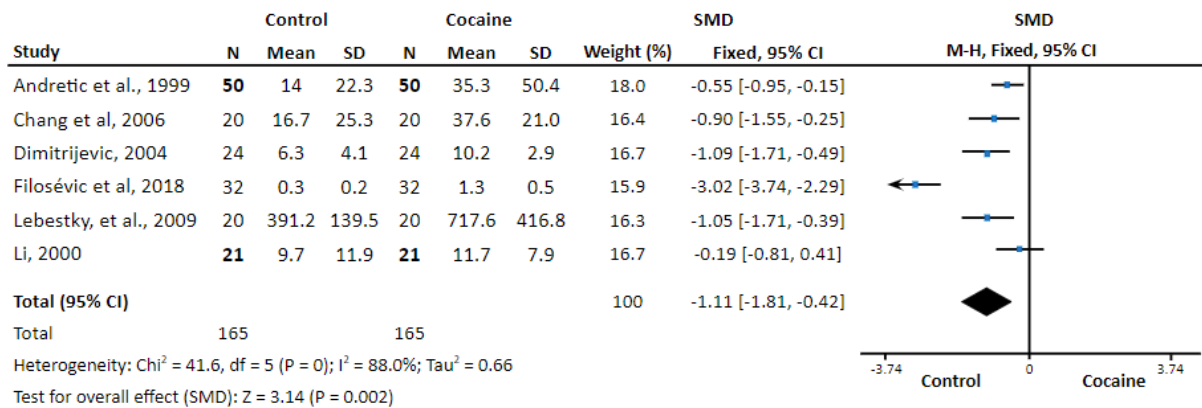 Control Cocaine SMD SMD
Study N Mean SD N Mean SD Weight (%) Fixed, 95% CI M-H, Fixed, 95% CI
Andretic et al., 1999 50 14 22.3 50 35.3 50.4 18.0 -0.55 [-0.95, -0.15]
Chang et al, 2006 20 16.7 25.3 20 37.6 21.0 16.4 -0.90 [-1.55, -0.25]
Dimitrijevic, 2004 24 6.3 4.1 24 10.2 2.9 16.7 -1.09 [-1.71, -0.49]
Filosévic et al, 2018 32 0.3 0.2 32 1.3 0.5 15.9 -3.02 [-3.74, -2.29]
Lebestky, et al., 2009 20 391.2 139.5 20 717.6 416.8 16.3 -1.05 [-1.71, -0.39]
Li, 2000 21 9.7 11.9 21 11.7 7.9 16.7 -0.19 [-0.81, 0.41]
Total (95% CI) 100 -1.11 [-1.81, -0.42]
Total 165 165
Heterogeneity: Chi² = 41.6, df = 5 (P = 0); I² = 88.0%; Tau² = 0.66
-3.74 0 3.74
Control Cocaine
Test for overall effect (SMD): Z = 3.14 (P = 0.002)